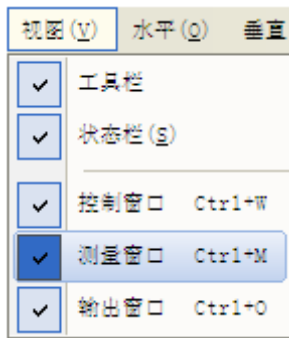 视图(V) 水平(O) 垂直
工具栏
状态栏(S)
控制窗口 Ctrl+W
测量窗口 Ctrl+M
输出窗口 Ctrl+O